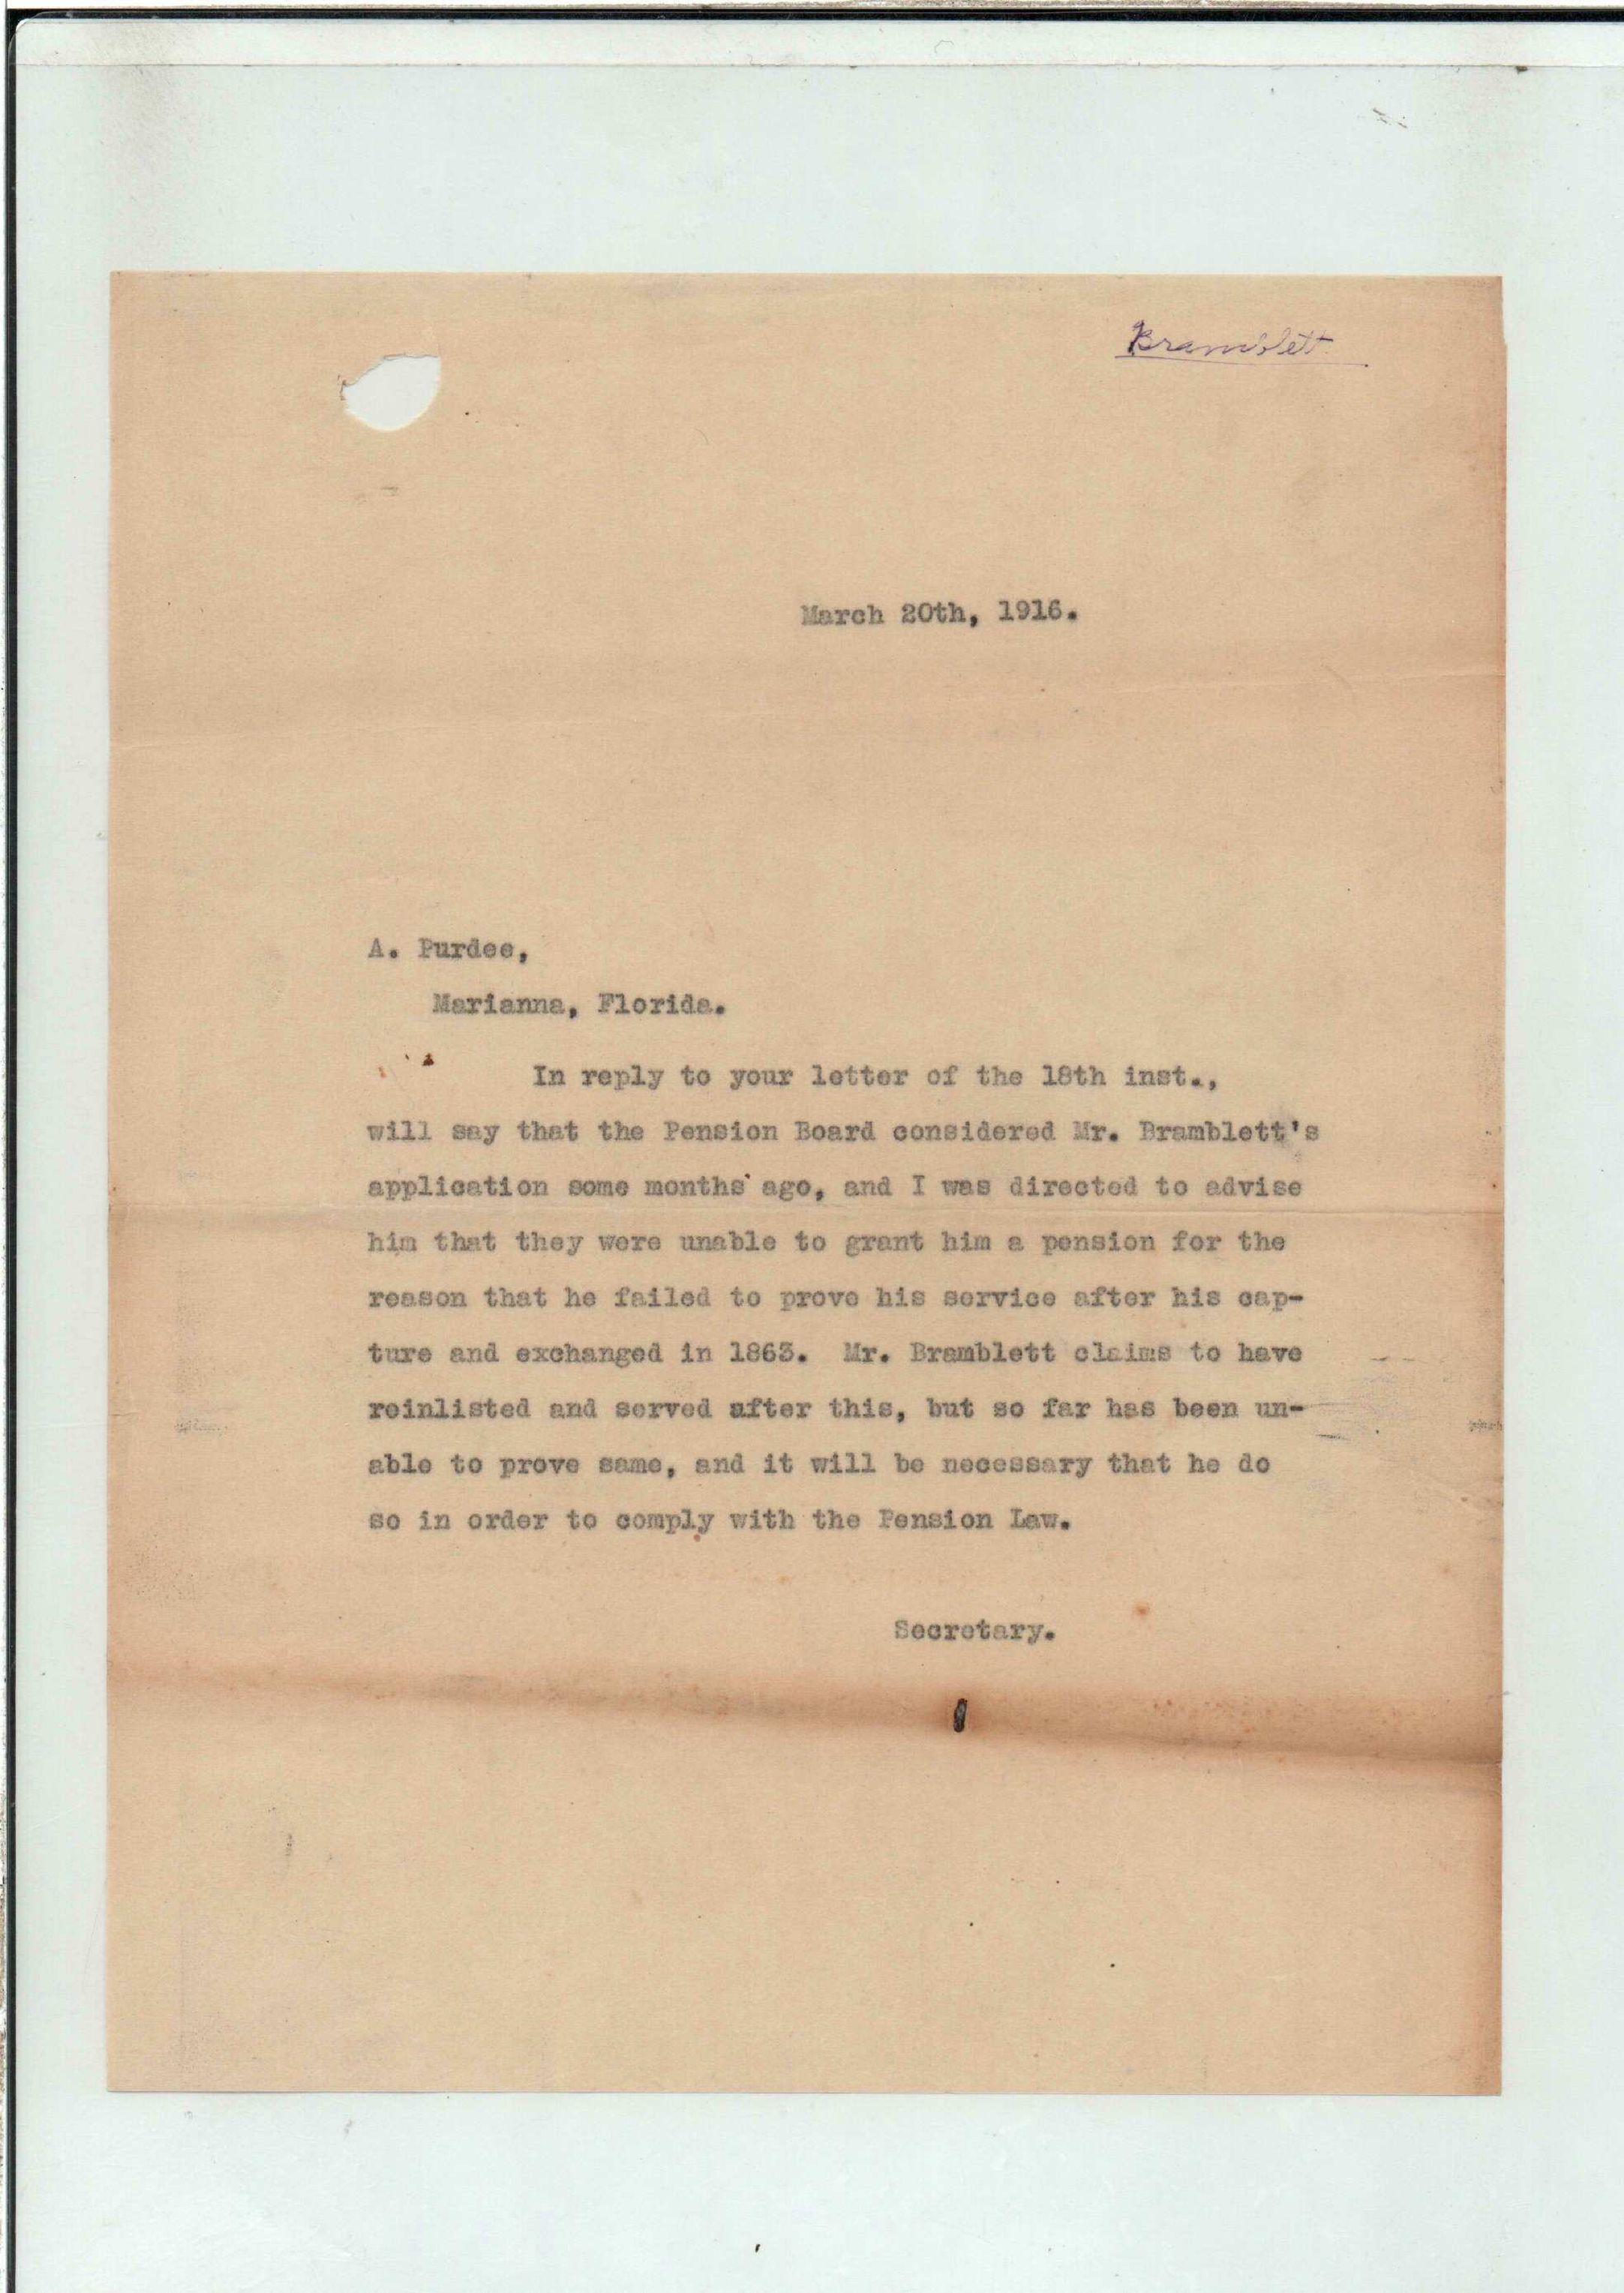 Bramblett
March 20th, 1916.
A. Purdee,
Marianna, Florida.
In reply to your letter of the 18th inst.,
will say that the Pension Board considered Mr. Bramblett's
application some months ago, and I was directed to advise
him that they were unable to grant him a pension for the
reason that he failed to prove his service after his cap-
ture and exchanged in 1863. Mr. Bramblett claims to have
reinlisted and served after this, but so far has been un-
able to prove same, and it will be necessary that he do
so in order to comply with the Pension Law.
Secretary.